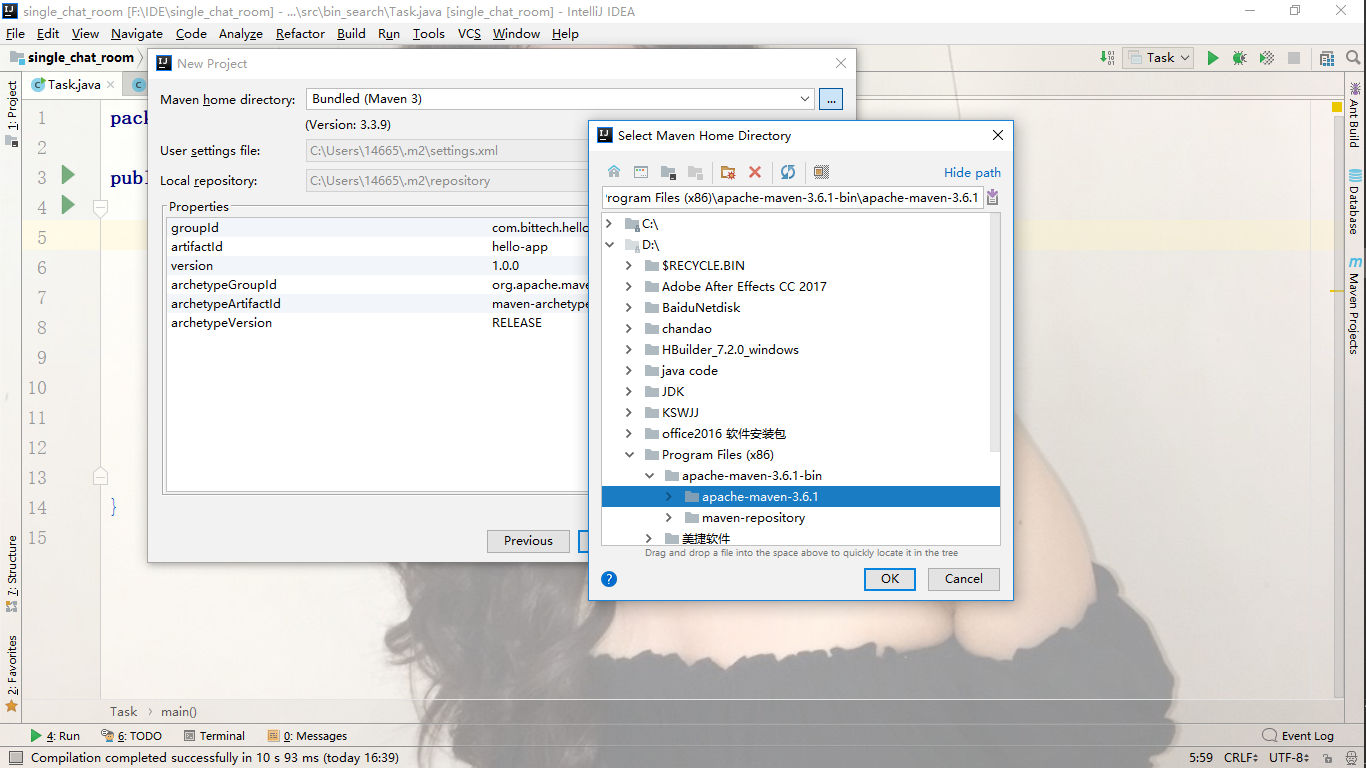 single_chat_room [F:\IDE\single_chat_room] - ...\src\bin_search\Task.java [single_chat_room] - IntelliJ IDEA
File Edit View Navigate Code Analyze Refactor Build Run Tools VCS Window Help
single_chat_room
Task
Task.java
1: Project
7: Structure
2: Favorites
1
2
3
4
5
6
7
8
9
10
11
12
13
14
15
pack
publ
}
New Project
Maven home directory: Bundled (Maven 3) ...
(Version: 3.3.9)
User settings file: C:\Users\14665\.m2\settings.xml
Local repository: C:\Users\14665\.m2\repository
Properties
groupId com.bittech.hello
artifactId hello-app
version 1.0.0
archetypeGroupId org.apache.mave
archetypeArtifactId maven-archetype
archetypeVersion RELEASE
Previous
Select Maven Home Directory
Hide path
rogram Files (x86)\apache-maven-3.6.1-bin\apache-maven-3.6.1
C:\
D:\
$RECYCLE.BIN
Adobe After Effects CC 2017
BaiduNetdisk
chandao
HBuilder_7.2.0_windows
java code
JDK
KSWJJ
office2016 软件安装包
Program Files (x86)
apache-maven-3.6.1-bin
apache-maven-3.6.1
maven-repository
美捷软件
Drag and drop a file into the space above to quickly locate it in the tree
? OK Cancel
Ant Build
Database
Maven Projects
Task main()
4: Run 6: TODO Terminal 0: Messages Event Log
Compilation completed successfully in 10 s 93 ms (today 16:39) 5:59 CRLF UTF-8